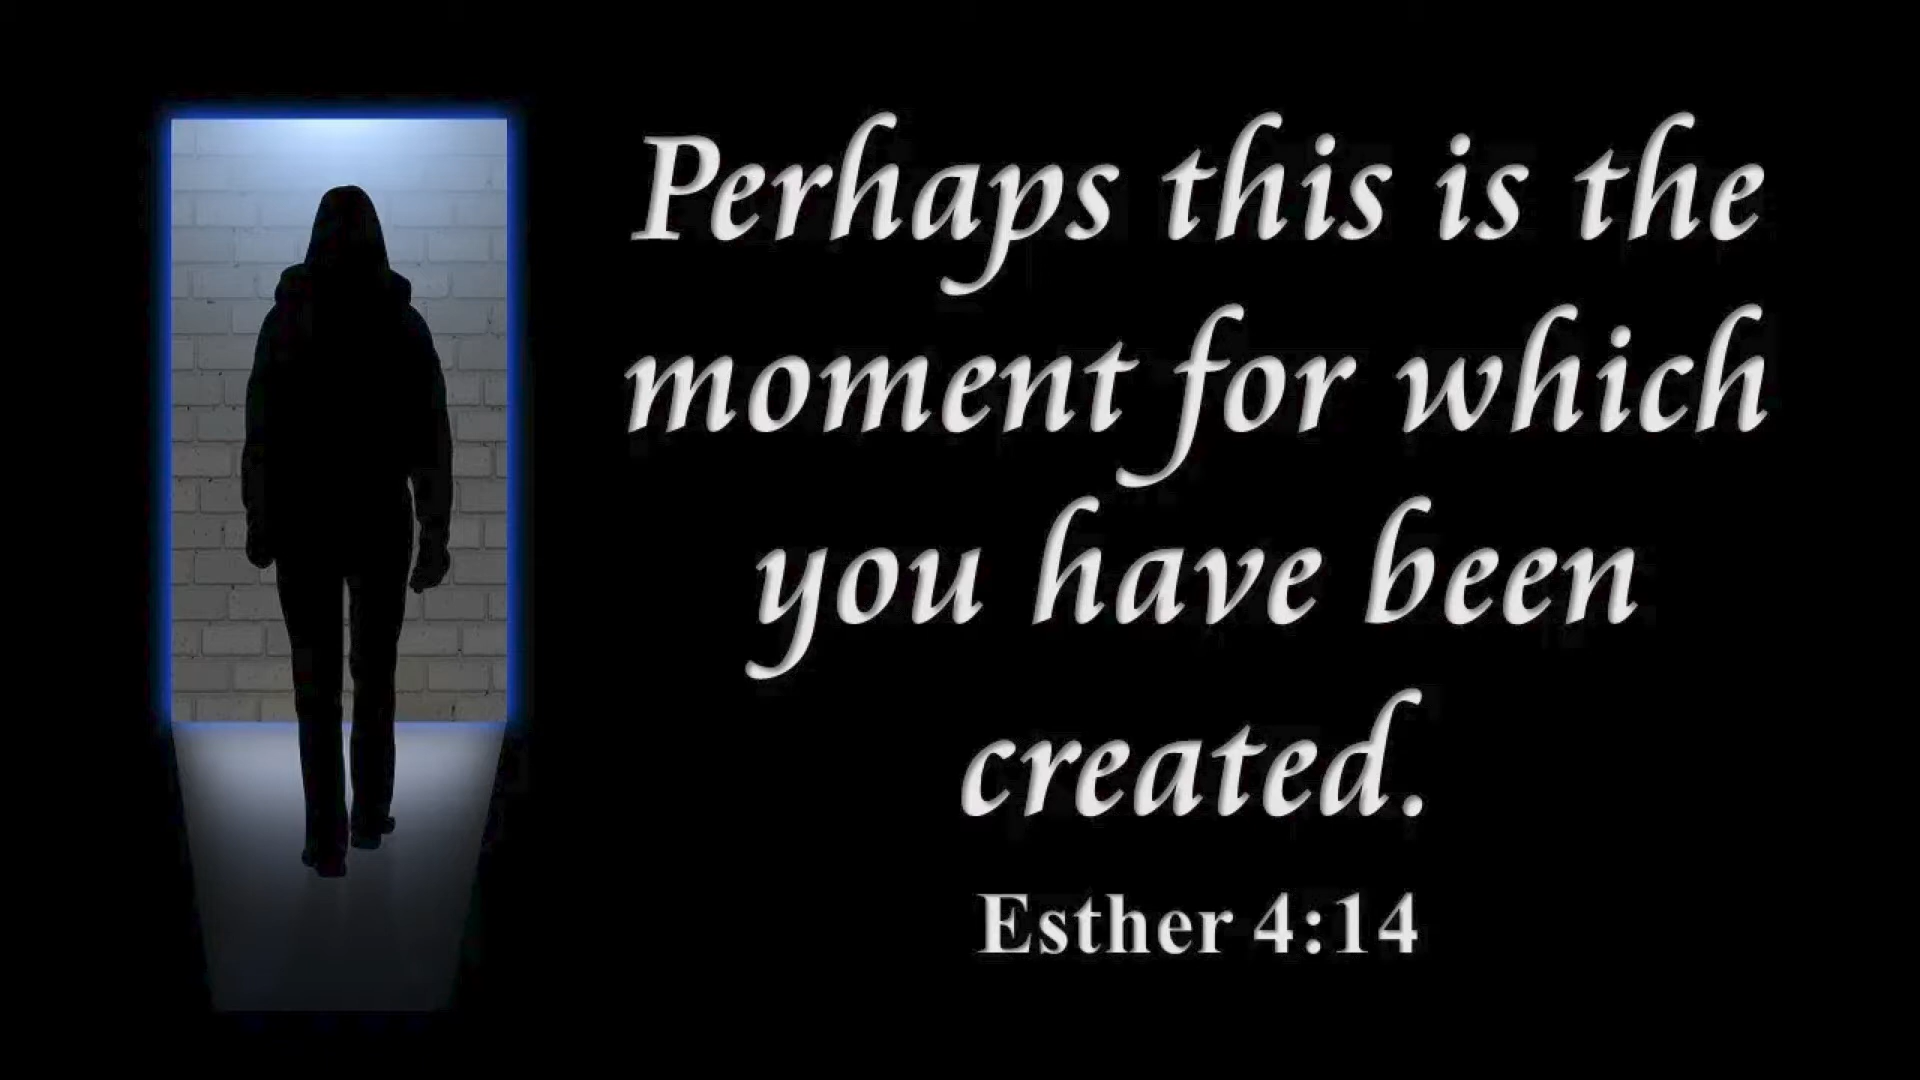 Perhaps this is the
moment for which
you have been
created.
Esther 4:14